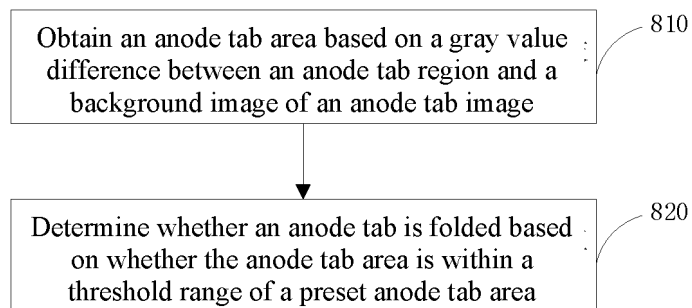 Obtain an anode tab area based on a gray value
difference between an anode tab region and a
background image of an anode tab image
810
Determine whether an anode tab is folded based
on whether the anode tab area is within a
threshold range of a preset anode tab area
820